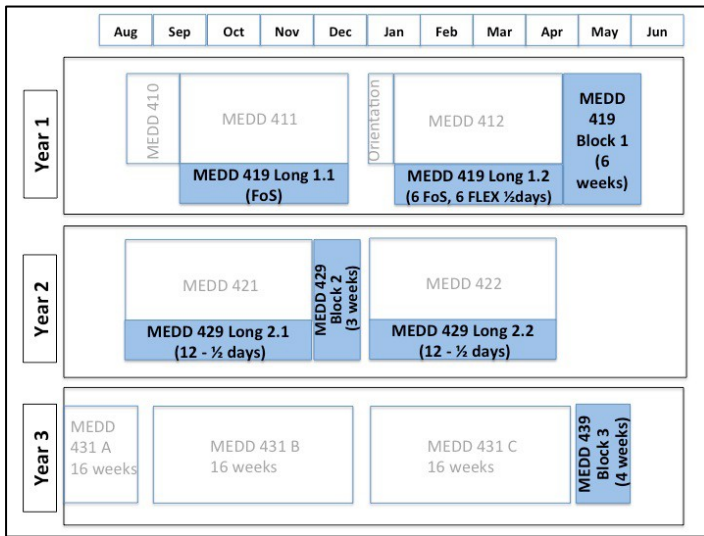 Aug Sep Oct Nov Dec Jan Feb Mar Apr May Jun
Year 1
MEDD 410
MEDD 411
MEDD 419 Long 1.1
(FoS)
Orientation
MEDD 412
MEDD 419 Long 1.2
(6 FoS, 6 FLEX ½days)
MEDD
419
Block 1
(6
weeks)
Year 2
MEDD 421
MEDD 429 Long 2.1
(12 - ½ days)
MEDD 429
Block 2
(3 weeks)
MEDD 422
MEDD 429 Long 2.2
(12 - ½ days)
Year 3
MEDD
431 A
16 weeks
MEDD 431 B
16 weeks
MEDD 431 C
16 weeks
MEDD 439
Block 3
(4 weeks)